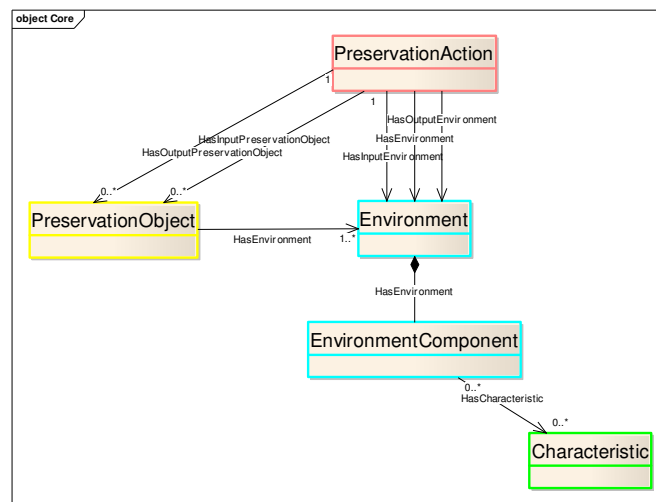 object Core
PreservationAction
1
1
HasOutputEnvironment
HasInputPreservationObject
HasEnvironment
HasOutputPreservationObject
HasInputEnvironment
0..*
0..*
PreservationObject
Environment
HasEnvironment
1..*
HasEnvironment
EnvironmentComponent
0..*
HasCharacteristic
0..*
Characteristic